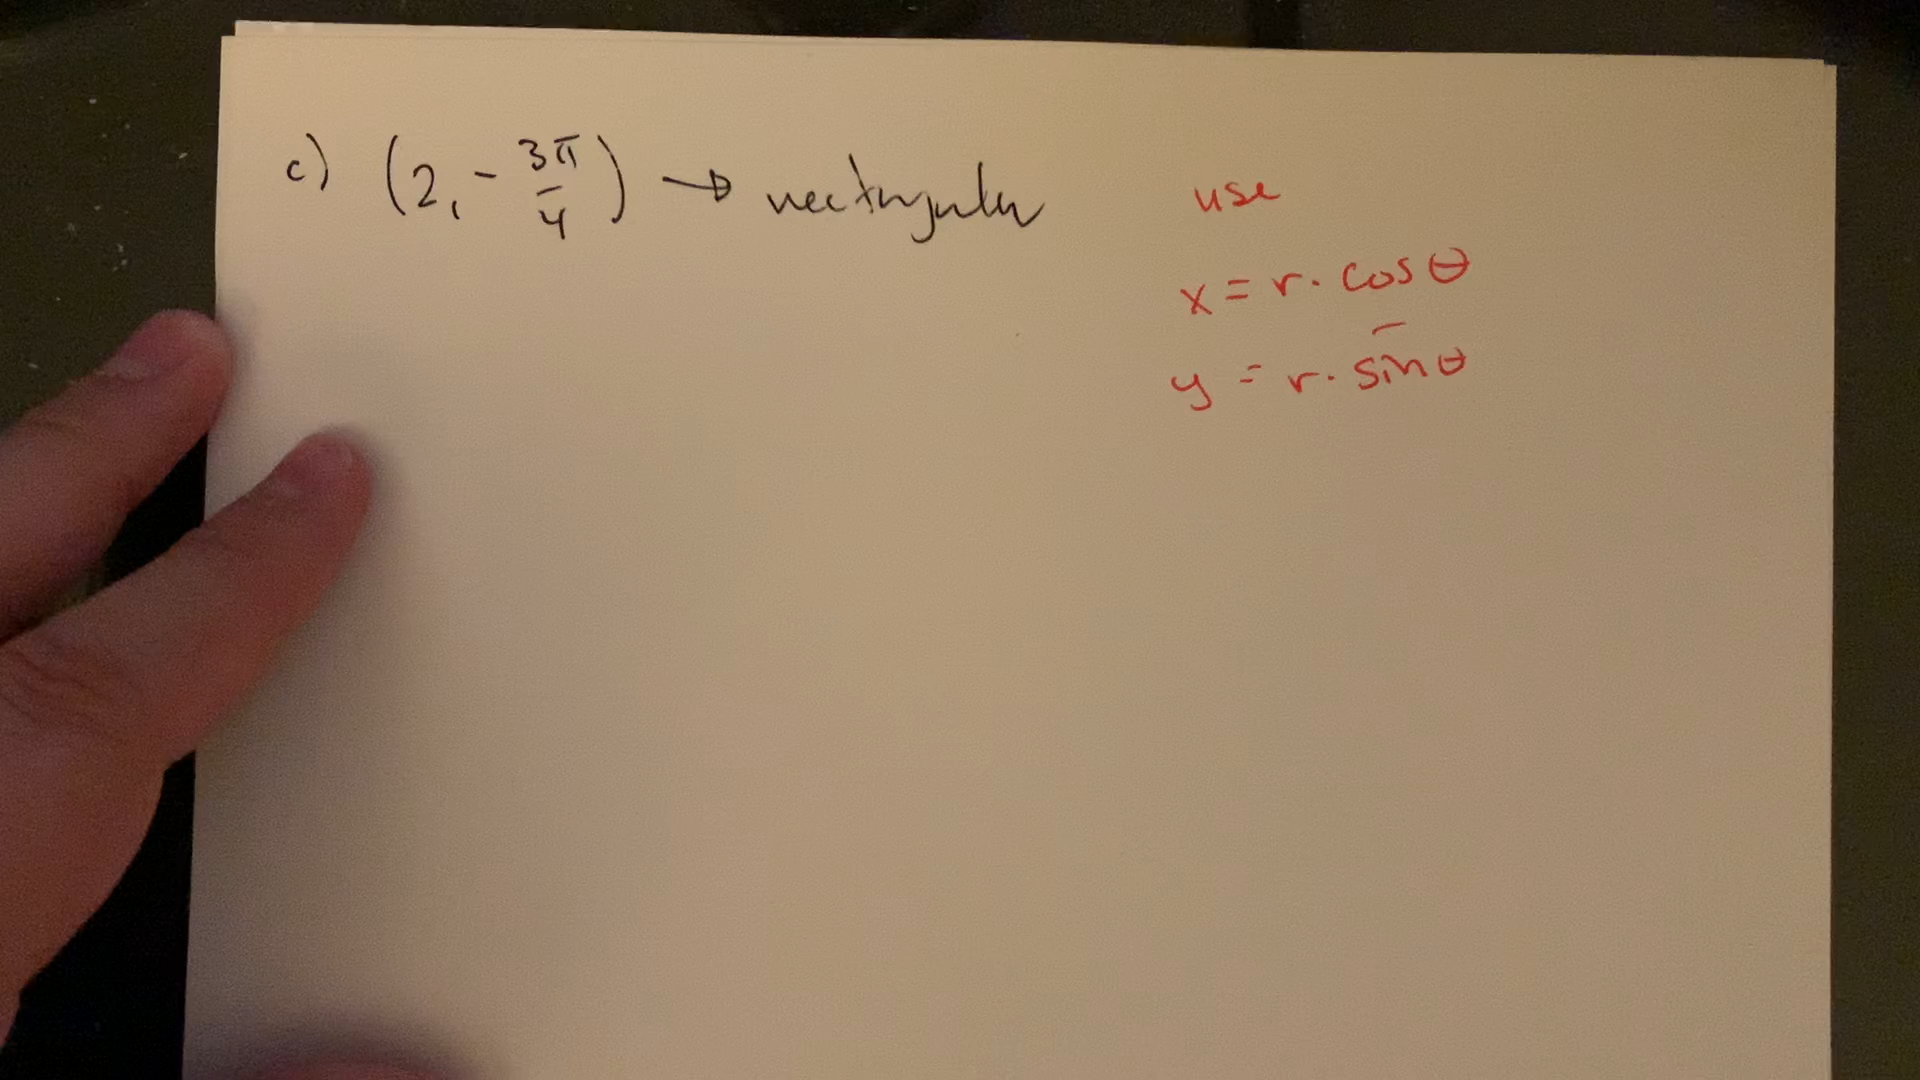 c) (2, - 3π/4) → rectangular
use
x = r · cos θ
y = r · sin θ